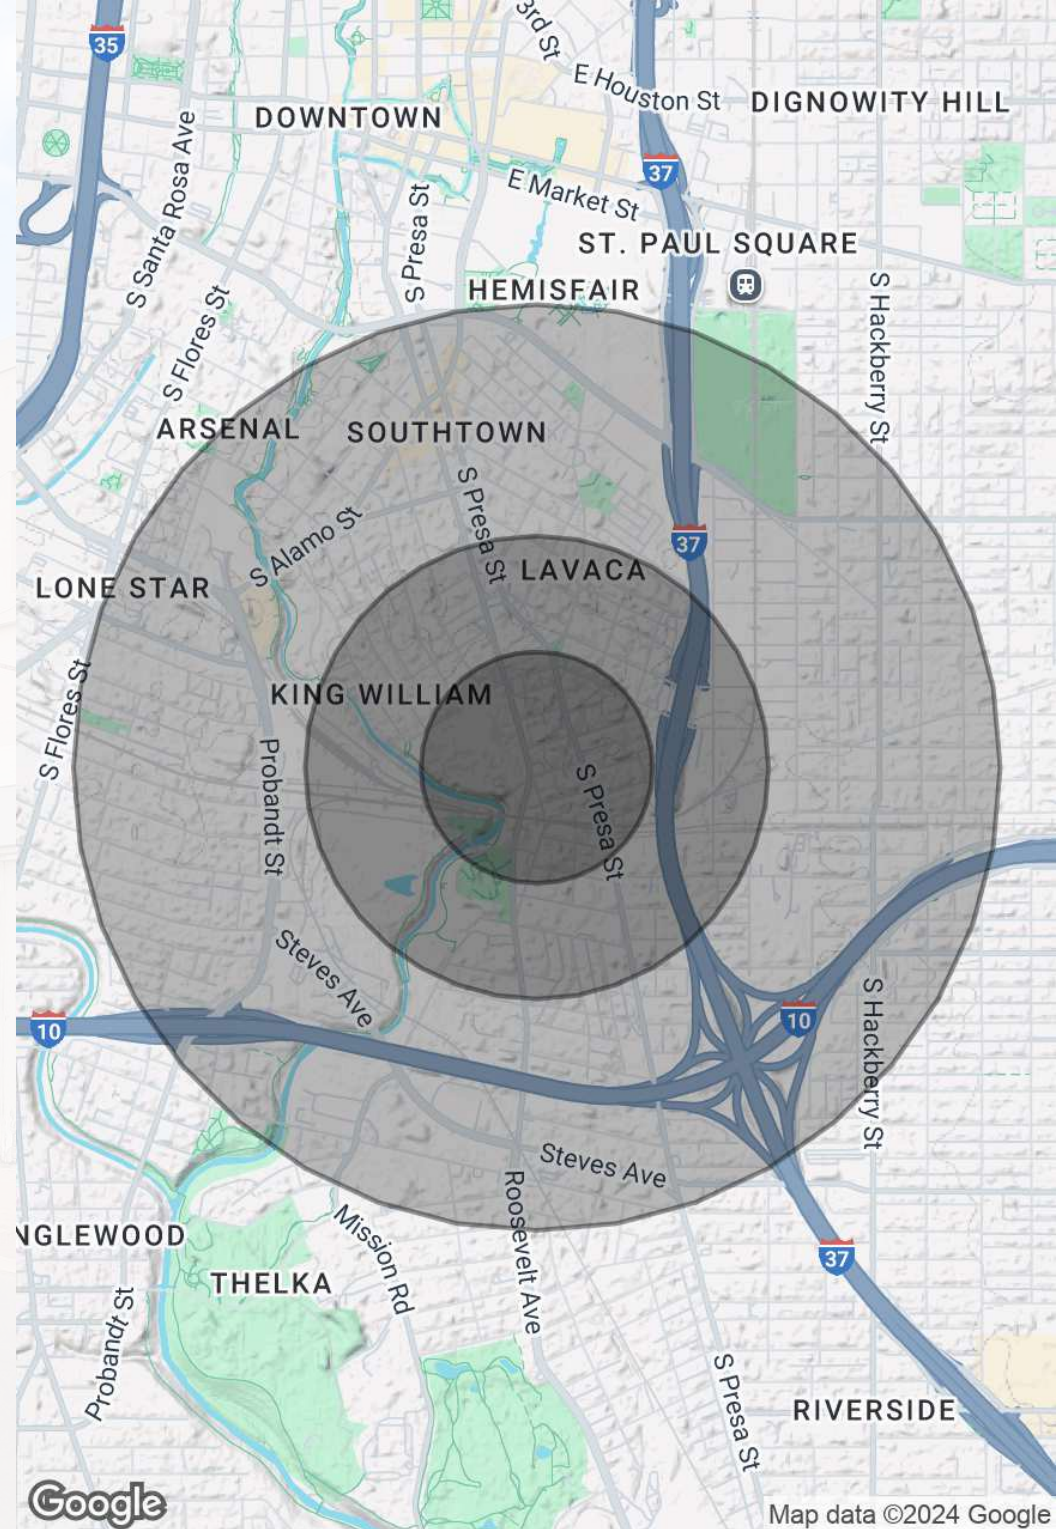 35
3rd St
E Houston St
DIGNOWITY HILL
DOWNTOWN
37
S Santa Rosa Ave
E Market St
S Presa St
ST. PAUL SQUARE
HEMISFAIR
S Flores St
S Hackberry St
ARSENAL
SOUTHTOWN
S Presa St
S Alamo St
37
LAVACA
LONE STAR
KING WILLIAM
S Flores St
Probandt St
S Presa St
Steves Ave
10
10
S Hackberry St
Steves Ave
Roosevelt Ave
NGLEWOOD
Mission Rd
37
THELKA
Probandt St
S Presa St
RIVERSIDE
Google
Map data ©2024 Google